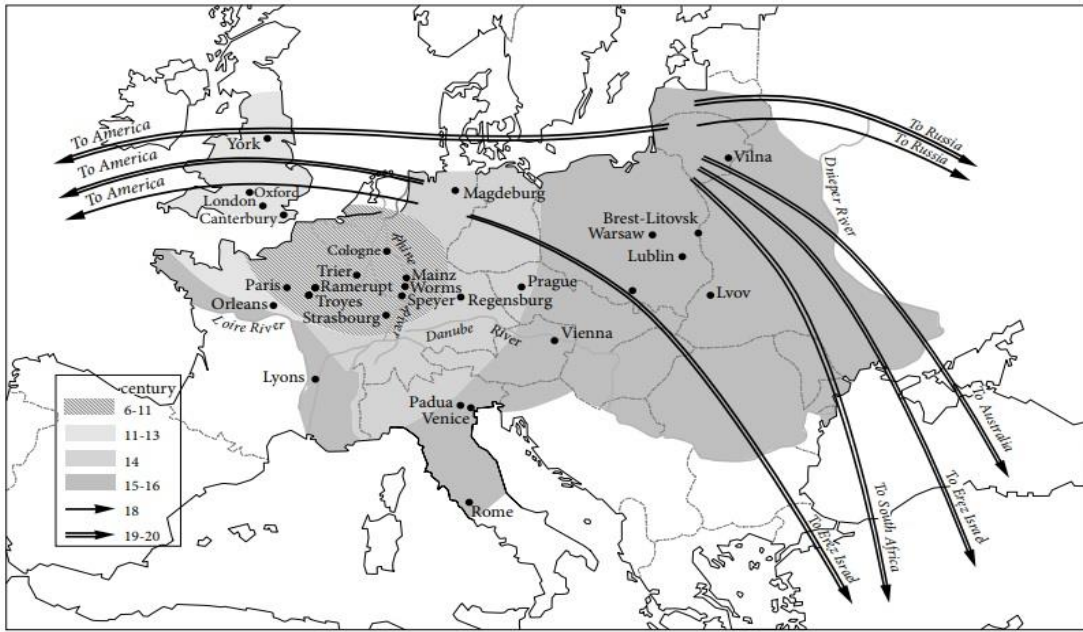 To America
To America
To America
York
Oxford
London
Canterbury
To Russia
To Russia
Vilna
Dnieper River
Magdeburg
Brest-Litovsk
Warsaw
Lublin
Cologne
Rhine
River
Trier
Mainz
Paris
Ramerupt
Worms
Prague
Orleans
Troyes
Speyer
Regensburg
Lvov
Strasbourg
Loire River
Danube
River
Vienna
Lyons
Padua
Venice
Rome
To Australia
To Erez Israel
To South Africa
To Erez Israel
century
6-11
11-13
14
15-16
18
19-20